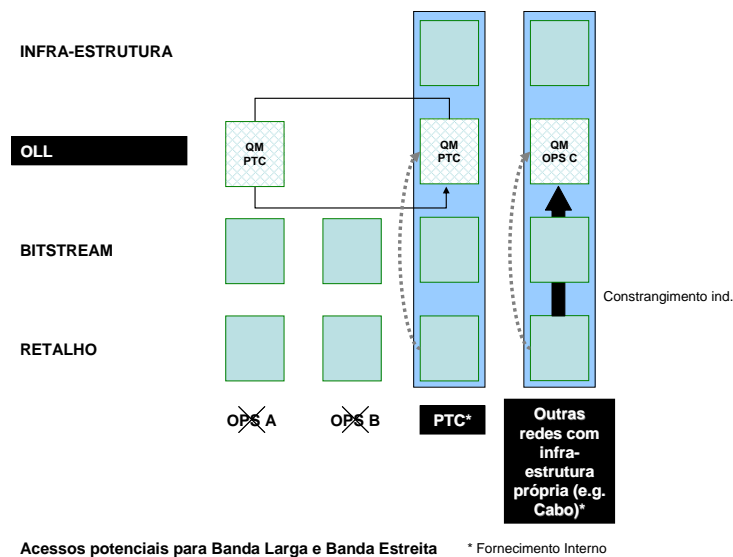 INFRA-ESTRUTURA
OLL
QM
PTC
QM
PTC
QM
OPS C
BITSTREAM
Constrangimento ind.
RETALHO
OPS A
OPS B
PTC*
Outras
redes com
infra-
estrutura
própria (e.g.
Cabo)*
Acessos potenciais para Banda Larga e Banda Estreita
* Fornecimento Interno